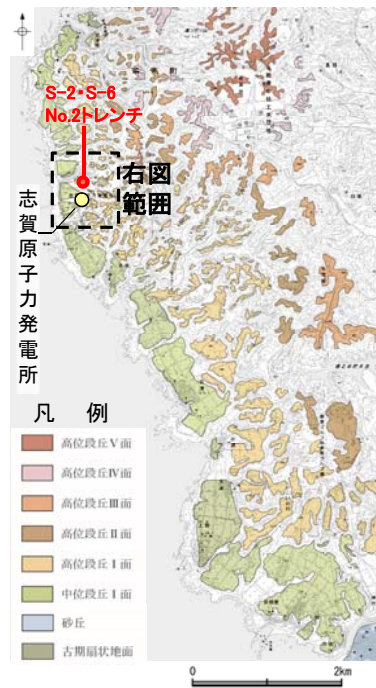 S-2・S-6
No.2トレンチ
右図
範囲
志賀原子力発電所
凡 例
高位段丘Ⅴ面
高位段丘Ⅳ面
高位段丘Ⅲ面
高位段丘Ⅱ面
高位段丘Ⅰ面
中位段丘Ⅰ面
砂丘
古期扇状地面
0 2km